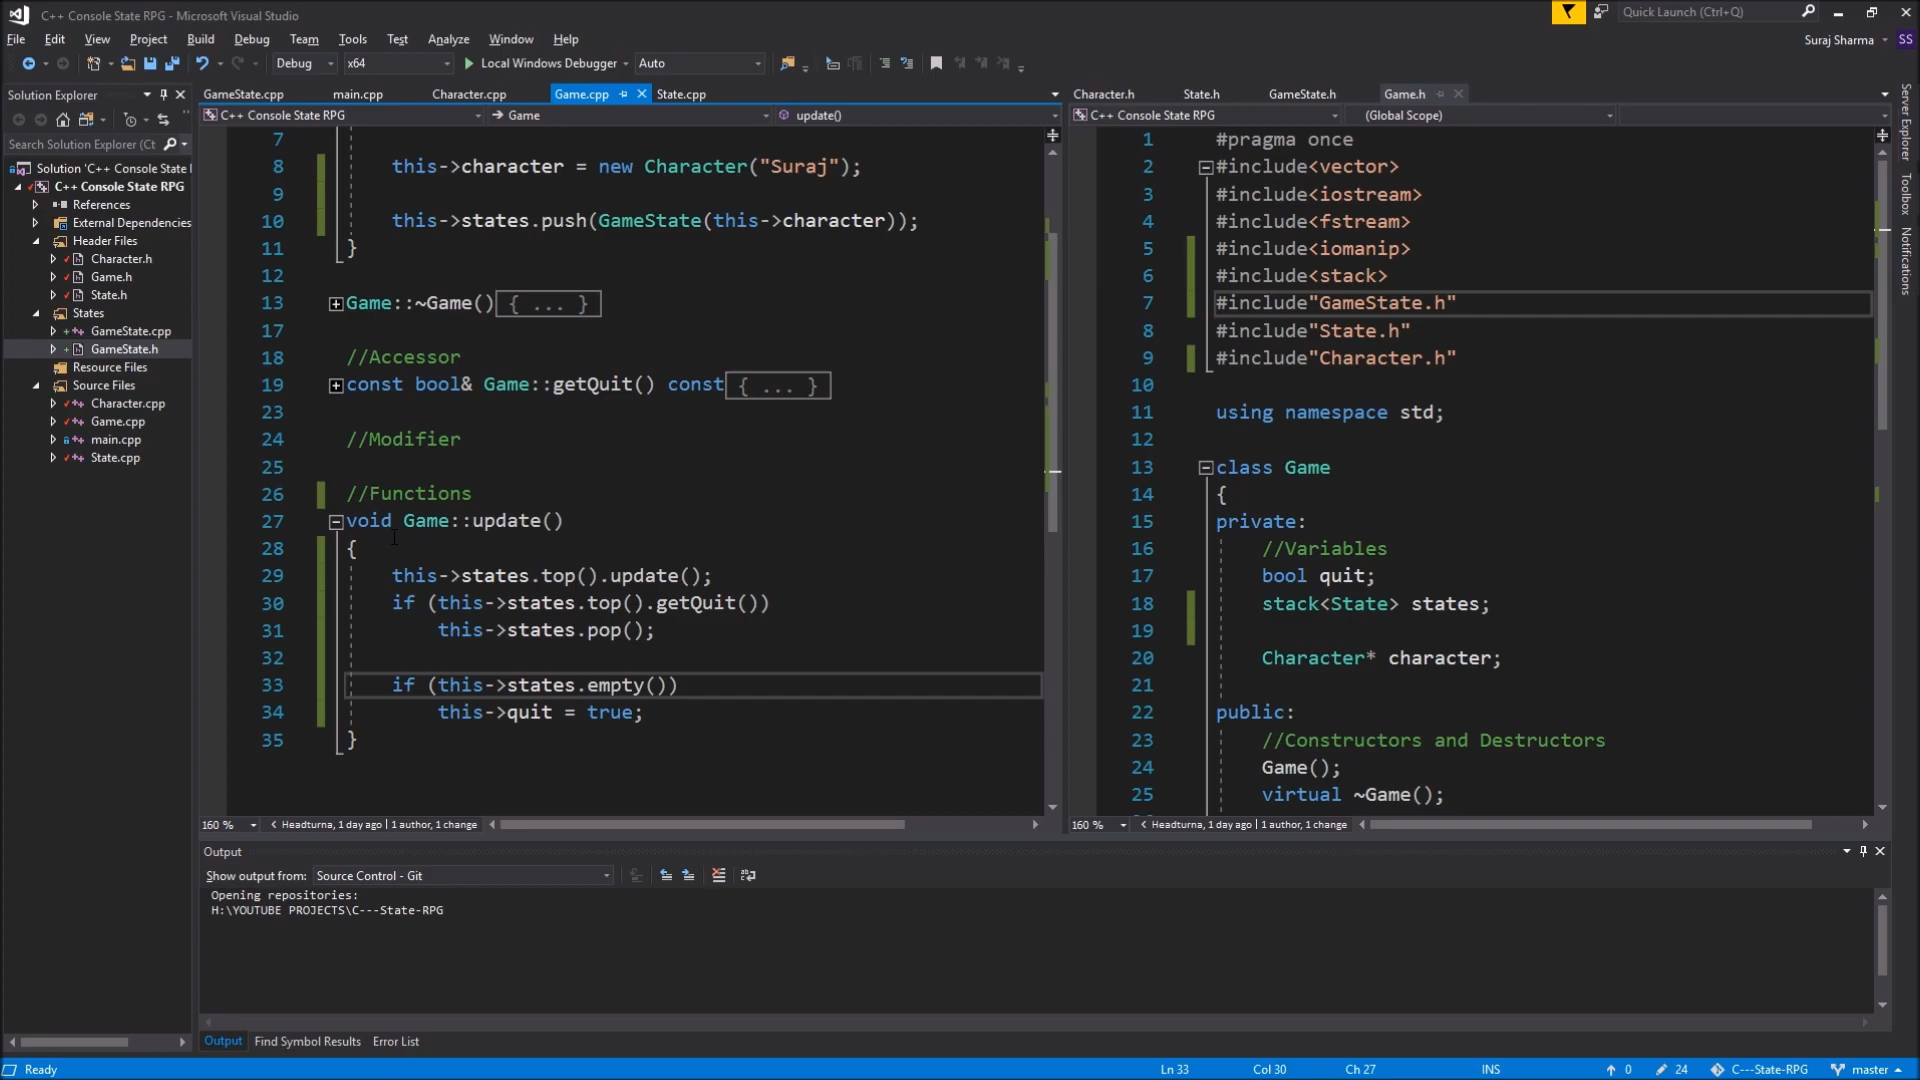 C++ Console State RPG - Microsoft Visual Studio
Quick Launch (Ctrl+Q)
File Edit View Project Build Debug Team Tools Test Analyze Window Help
Suraj Sharma SS
Debug x64 Local Windows Debugger Auto
Solution Explorer
Search Solution Explorer (Ct
Solution 'C++ Console State
C++ Console State RPG
References
External Dependencies
Header Files
Character.h
Game.h
State.h
States
GameState.cpp
GameState.h
Resource Files
Source Files
Character.cpp
Game.cpp
main.cpp
State.cpp
GameState.cpp main.cpp Character.cpp Game.cpp State.cpp
C++ Console State RPG Game update()
7
8 this->character = new Character("Suraj");
9
10 this->states.push(GameState(this->character));
11 }
12
13 Game::~Game(){ ... }
17
18 //Accessor
19 const bool& Game::getQuit() const{ ... }
23
24 //Modifier
25
26 //Functions
27 void Game::update()
28 {
29 this->states.top().update();
30 if (this->states.top().getQuit())
31 this->states.pop();
32
33 if (this->states.empty())
34 this->quit = true;
35 }
160 % Headturna, 1 day ago | 1 author, 1 change
Character.h State.h GameState.h Game.h
C++ Console State RPG (Global Scope)
1 #pragma once
2 #include<vector>
3 #include<iostream>
4 #include<fstream>
5 #include<iomanip>
6 #include<stack>
7 #include"GameState.h"
8 #include"State.h"
9 #include"Character.h"
10
11 using namespace std;
12
13 class Game
14 {
15 private:
16 //Variables
17 bool quit;
18 stack<State> states;
19
20 Character* character;
21
22 public:
23 //Constructors and Destructors
24 Game();
25 virtual ~Game();
160 % Headturna, 1 day ago | 1 author, 1 change
Server Explorer
Toolbox
Notifications
Output
Show output from: Source Control - Git
Opening repositories:
H:\YOUTUBE PROJECTS\C---State-RPG
Output Find Symbol Results Error List
Ready Ln 33 Col 30 Ch 27 INS 0 24 C---State-RPG master